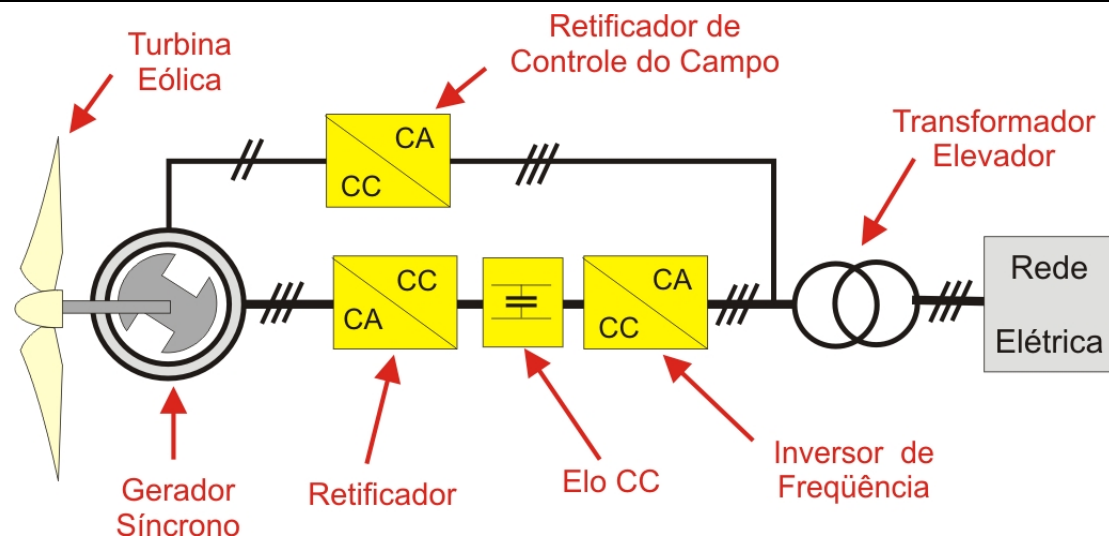 Turbina
Eólica
Retificador de
Controle do Campo
Transformador
Elevador
CA
CC
CC
CA
CA
CC
Rede
Elétrica
Gerador
Síncrono
Retificador
Elo CC
Inversor de
Freqüência